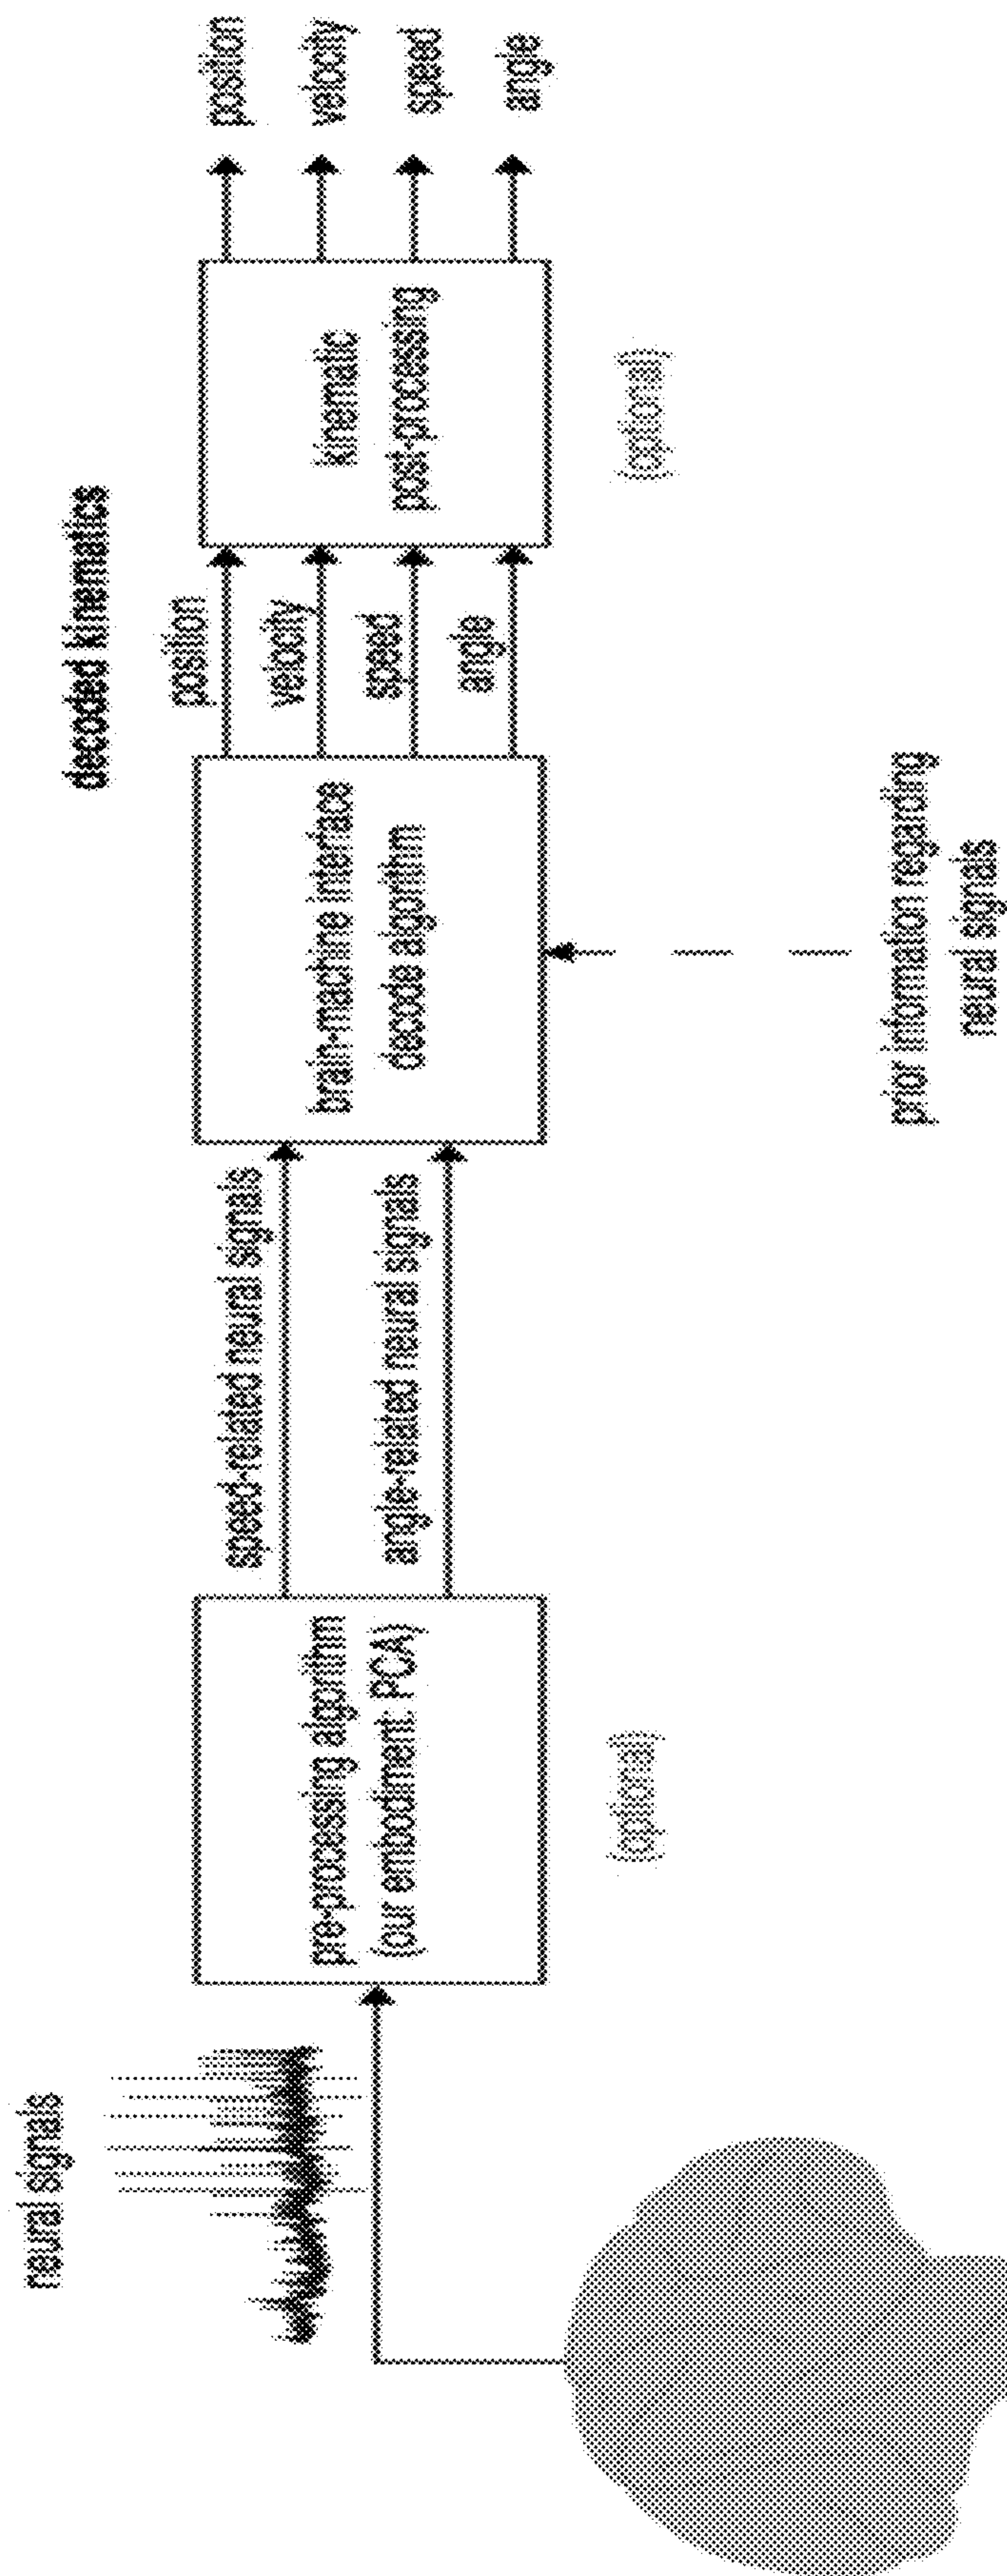 neural signals
pre-processing algorithm
(our embodiment: PCA)
(optional)
speed-related neural signals
angle-related neural signals
brain-machine interface
decode algorithm
prior information regarding
neural signals
decoded kinematics
position
velocity
speed
angle
kinematic
post-processing
(optional)
position
velocity
speed
angle